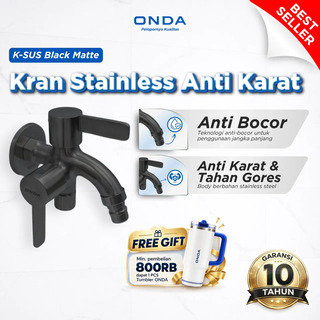 ONDA
Pelopornya Kualitas
BEST
SELLER
K-SUS Black Matte
Kran Stainless Anti Karat
Anti Bocor
Teknologi anti-bocor untuk
penggunaan jangka panjang
Anti Karat &
Tahan Gores
Body berbahan stainless steel
ONDA
FREE GIFT
Min. pembelian
800RB
dapat 1 PCS
Tumbler ONDA
ONDA
GARANSI
10
TAHUN